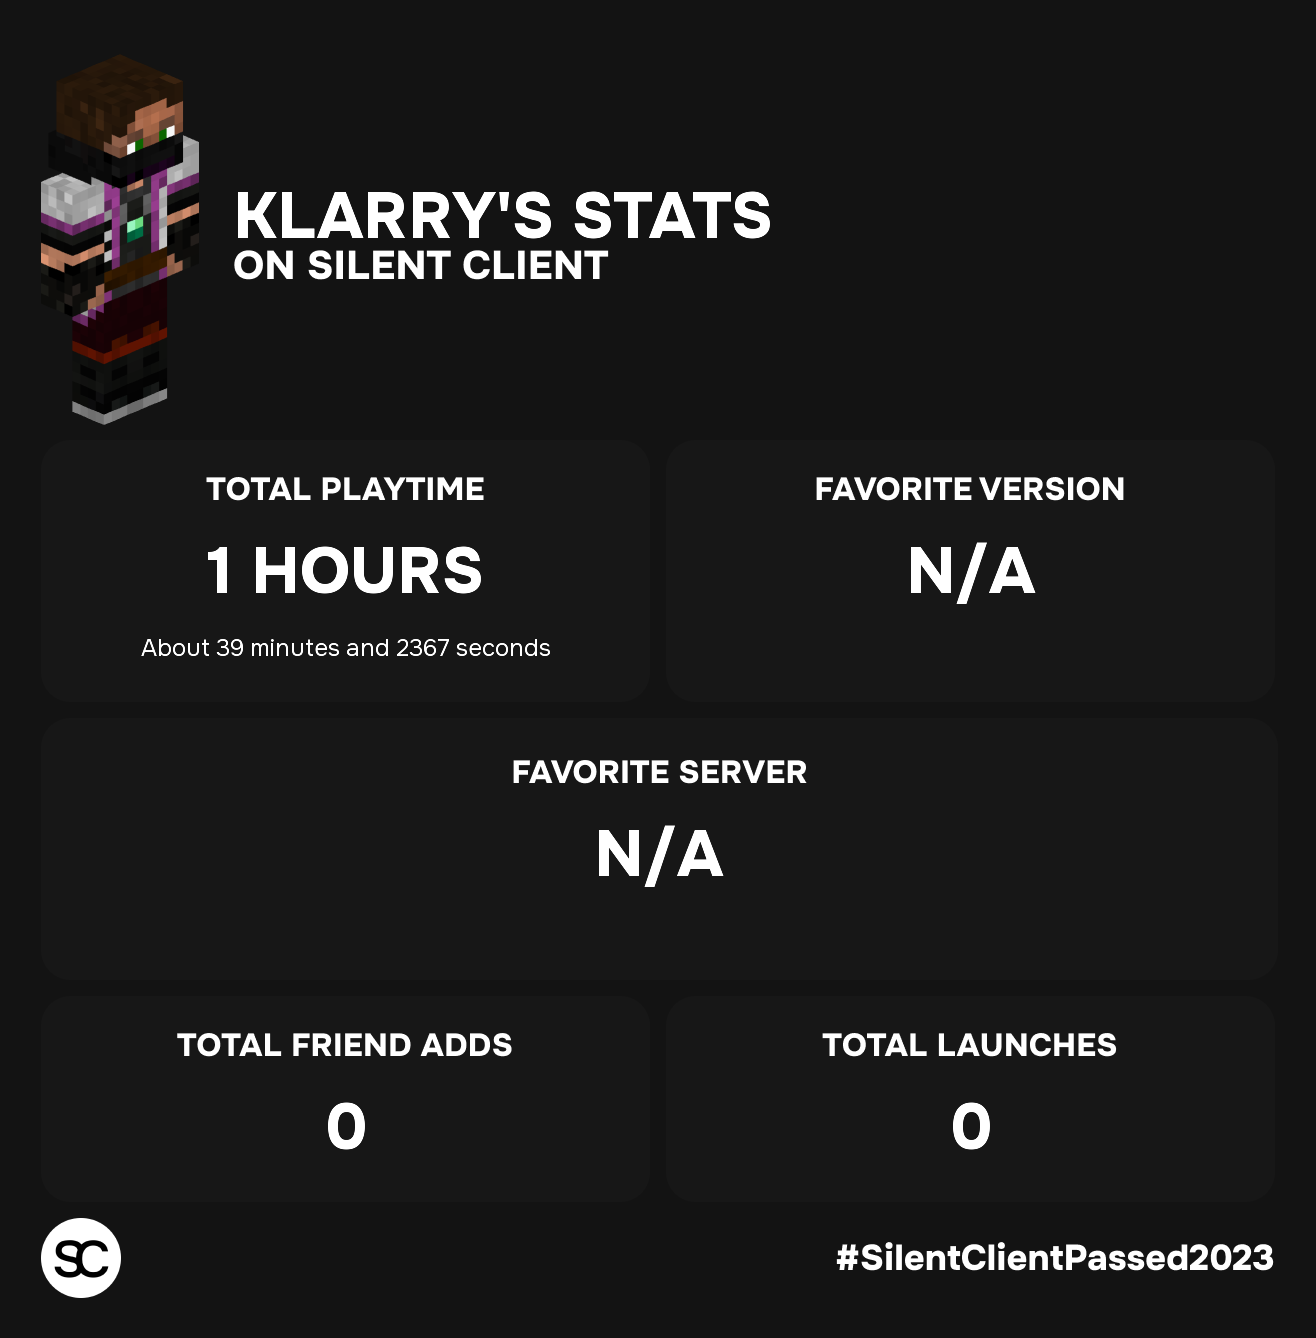 KLARRY'S STATS
ON SILENT CLIENT
TOTAL PLAYTIME
1 HOURS
About 39 minutes and 2367 seconds
FAVORITE VERSION
N/A
FAVORITE SERVER
N/A
TOTAL FRIEND ADDS
0
TOTAL LAUNCHES
0
SC
#SilentClientPassed2023